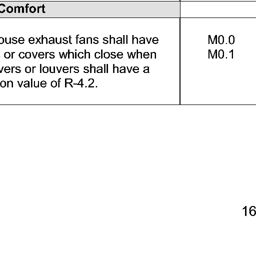 Comfort
ouse exhaust fans shall have M0.0
or covers which close when M0.1
vers or louvers shall have a
on value of R-4.2.
16